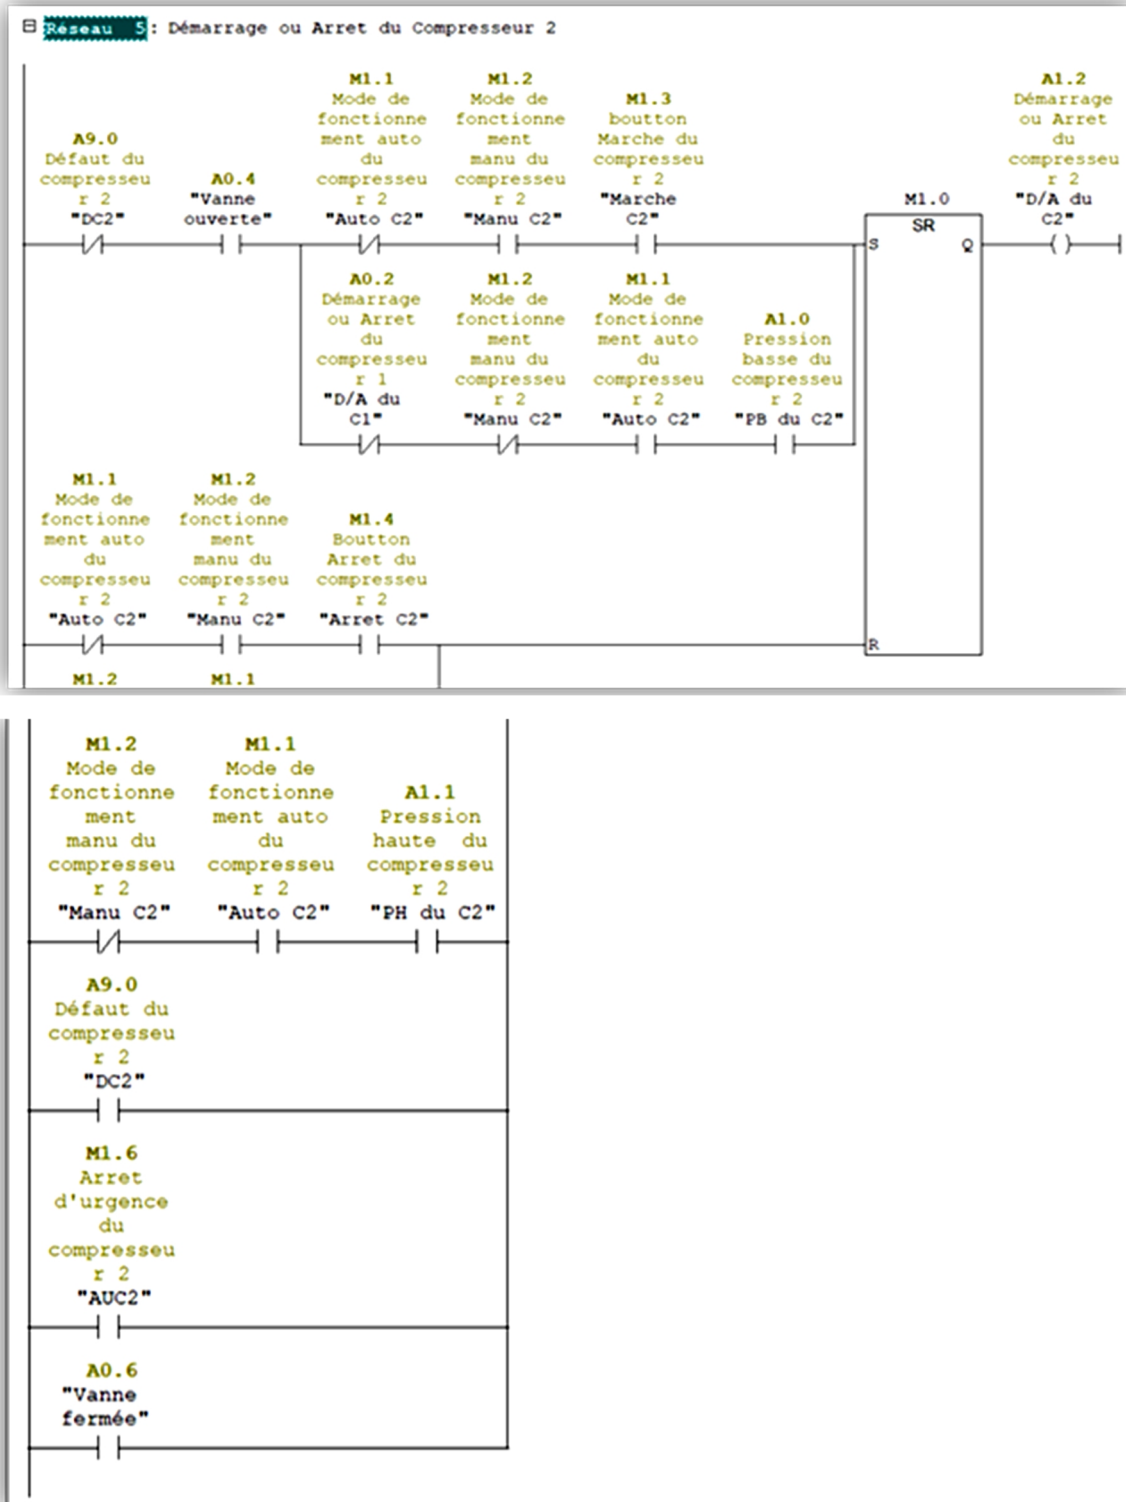 Réseau 5: Démarrage ou Arret du Compresseur 2
A9.0
Défaut du
compresseu
r 2
"DC2"
A0.4
"Vanne
ouverte"
M1.1
Mode de
fonctionne
ment auto
du
compresseu
r 2
"Auto C2"
M1.2
Mode de
fonctionne
ment
manu du
compresseu
r 2
"Manu C2"
M1.3
boutton
Marche du
compresseu
r 2
"Marche
C2"
M1.0
SR
S
Q
A1.2
Démarrage
ou Arret
du
compresseu
r 2
"D/A du
C2"
A0.2
Démarrage
ou Arret
du
compresseu
r 1
"D/A du
C1"
M1.2
Mode de
fonctionne
ment
manu du
compresseu
r 2
"Manu C2"
M1.1
Mode de
fonctionne
ment auto
du
compresseu
r 2
"Auto C2"
A1.0
Pression
basse du
compresseu
r 2
"PB du C2"
M1.1
Mode de
fonctionne
ment auto
du
compresseu
r 2
"Auto C2"
M1.2
Mode de
fonctionne
ment
manu du
compresseu
r 2
"Manu C2"
M1.4
Boutton
Arret du
compresseu
r 2
"Arret C2"
R
M1.2
M1.1
M1.2
Mode de
fonctionne
ment
manu du
compresseu
r 2
"Manu C2"
M1.1
Mode de
fonctionne
ment auto
du
compresseu
r 2
"Auto C2"
A1.1
Pression
haute du
compresseu
r 2
"PH du C2"
A9.0
Défaut du
compresseu
r 2
"DC2"
M1.6
Arret
d'urgence
du
compresseu
r 2
"AUC2"
A0.6
"Vanne
fermée"